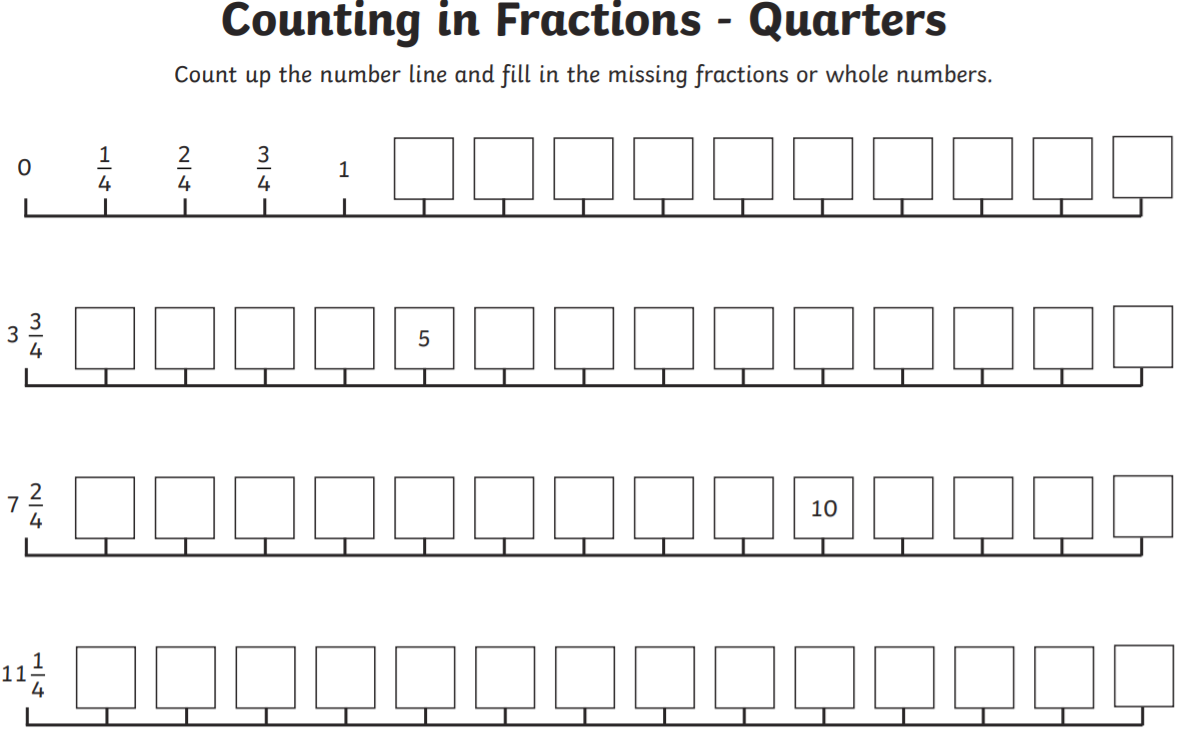 Counting in Fractions - Quarters
Count up the number line and fill in the missing fractions or whole numbers.
0 1/4 2/4 3/4 1
3 3/4 5
7 2/4 10
11 1/4